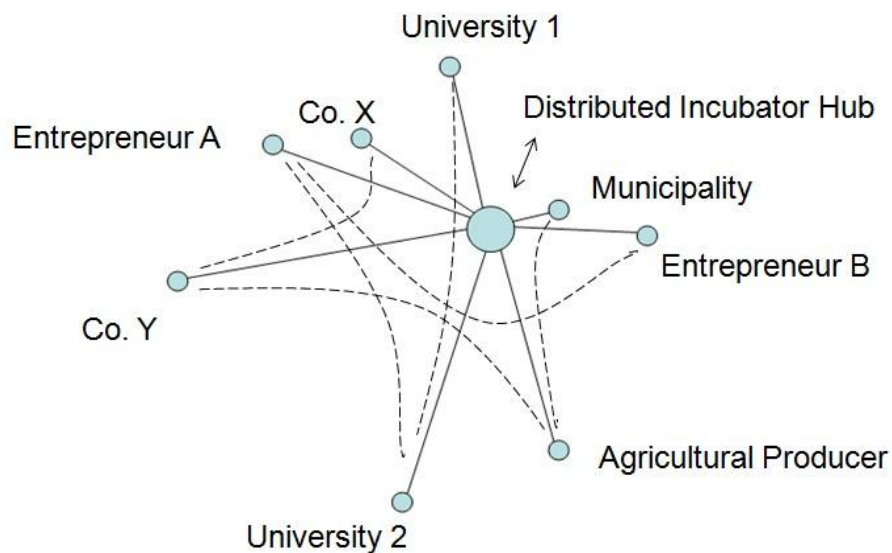 University 1
Distributed Incubator Hub
Co. X
Entrepreneur A
Municipality
Entrepreneur B
Co. Y
Agricultural Producer
University 2